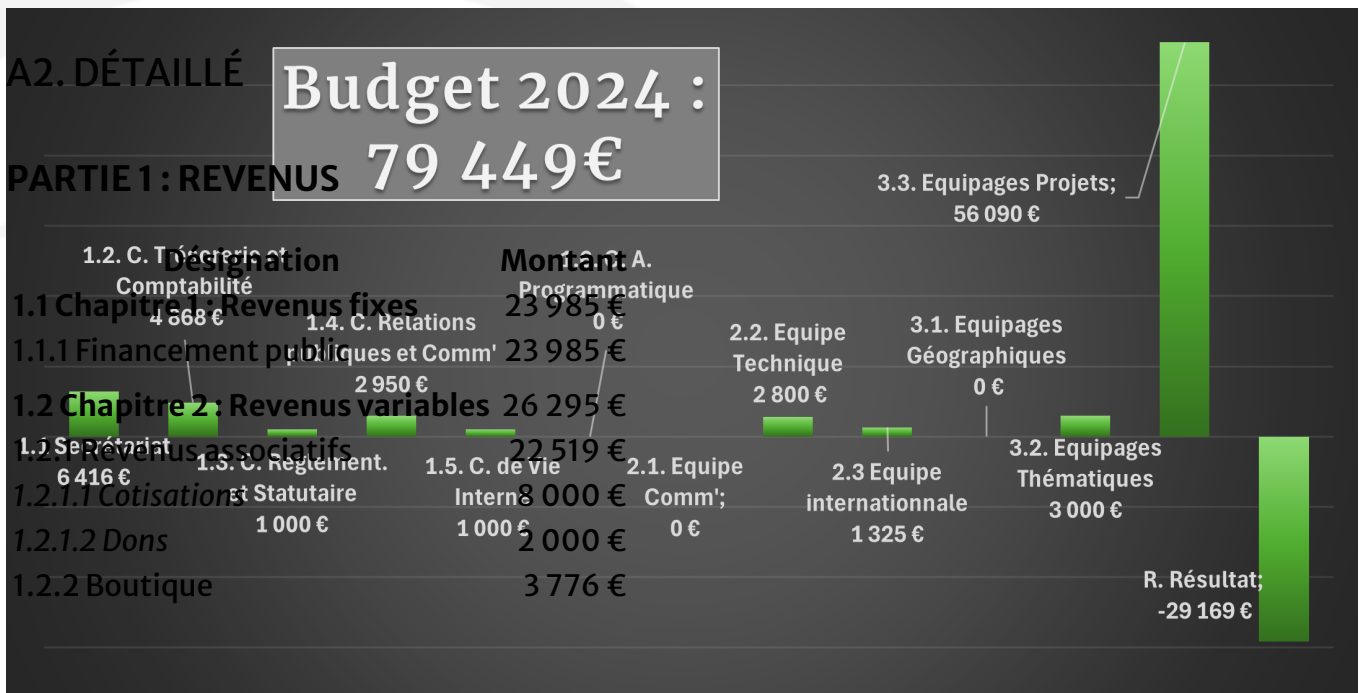 A2. DÉTAILLÉ
Budget 2024 :
79 449€
PARTIE 1 : REVENUS
Désignation Montant
1.1 Chapitre 1 : Revenus fixes 23 985 €
1.1.1 Financement public 23 985 €
1.2 Chapitre 2 : Revenus variables 26 295 €
1.2.1 Revenus associatifs 22 519 €
1.2.1.1 Cotisations 8 000 €
1.2.1.2 Dons 2 000 €
1.2.2 Boutique 3 776 €
Secrétariat
6 416 €
1.2. C. Trésorerie et
Comptabilité
4 868 €
1.3. C. Règlement.
et Statutaire
1 000 €
1.4. C. Relations
publiques et Comm'
2 950 €
1.5. C. de Vie
Interne
1 000 €
A.
Programmatique
0 €
2.1. Equipe
Comm';
0 €
2.2. Equipe
Technique
2 800 €
2.3 Equipe
internationnale
1 325 €
3.1. Equipages
Géographiques
0 €
3.2. Equipages
Thématiques
3 000 €
3.3. Equipages Projets;
56 090 €
R. Résultat;
-29 169 €